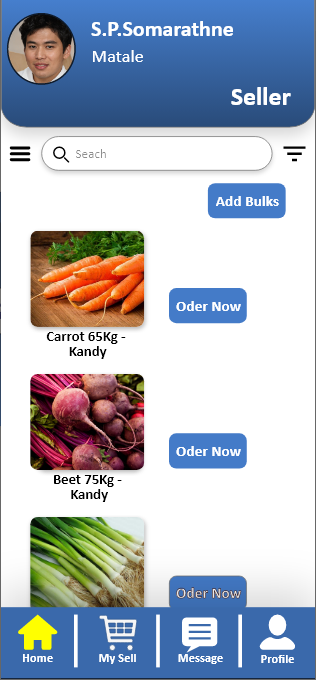 S.P.Somarathne
Matale
Seller
Seach
Add Bulks
Oder Now
Carrot 65Kg -
Kandy
Oder Now
Beet 75Kg -
Kandy
Oder Now
Home
My Sell
Message
Profile